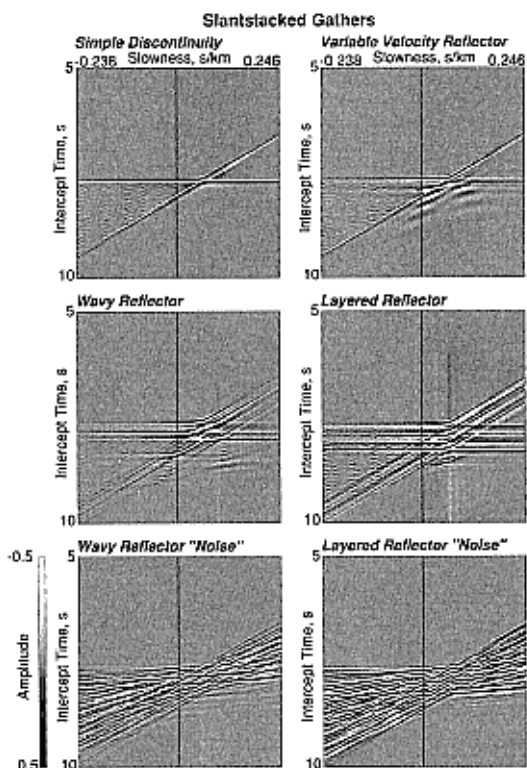 Slantstacked Gathers
Simple Discontinuity
Variable Velocity Reflector
5 -0.238 Slowness, s/km 0.246
5 -0.238 Slowness, s/km 0.246
Intercept Time, s
10
Intercept Time, s
10
Wavy Reflector
Layered Reflector
5
Intercept Time, s
10
5
Intercept Time, s
10
Wavy Reflector "Noise"
Layered Reflector "Noise"
-0.5
Amplitude
0.5
5
Intercept Time, s
10
5
Intercept Time, s
10